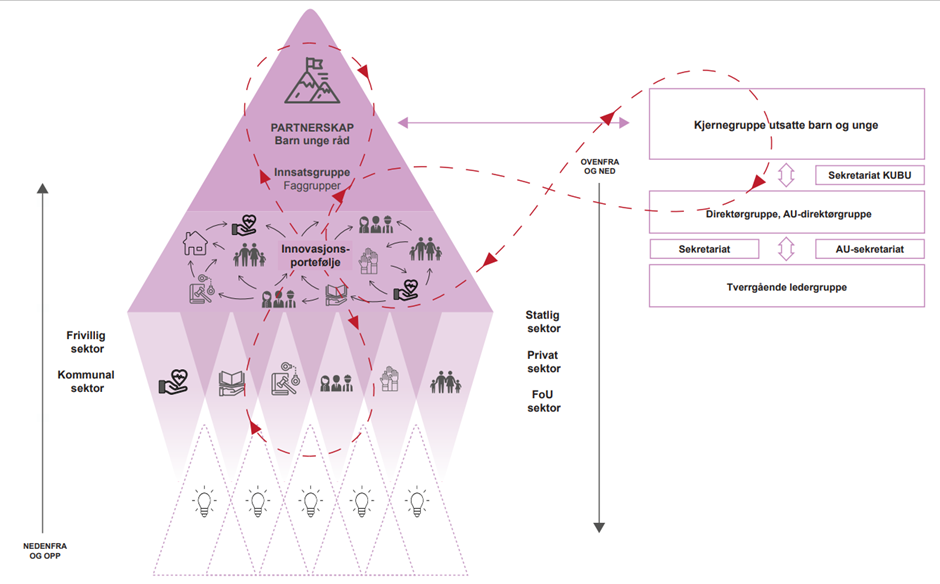 PARTNERSKAP
Barn unge råd
Innsatsgruppe
Faggrupper
Innovasjons-
portefølje
Frivillig
sektor
Kommunal
sektor
NEDENFRA
OG OPP
OVENFRA
OG NED
Statlig
sektor
Privat
sektor
FoU
sektor
Kjernegruppe utsatte barn og unge
Sekretariat KUBU
Direktørgruppe, AU-direktørgruppe
Sekretariat
AU-sekretariat
Tverrgående ledergruppe